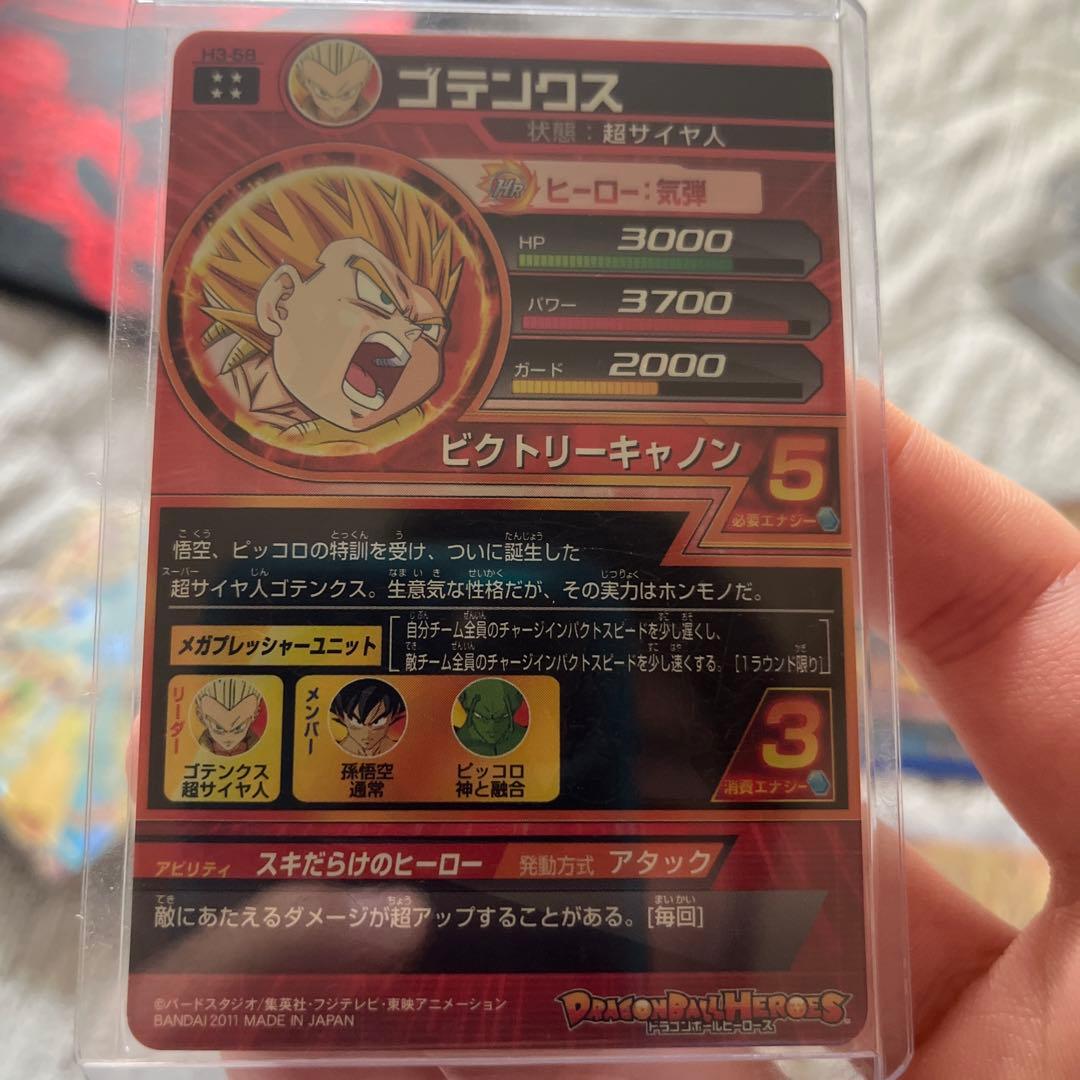 H3-58
ゴテンクス
状態：超サイヤ人
HR ヒーロー：気弾
HP 3000
パワー 3700
ガード 2000
ビクトリーキャノン
5
必要エナジー
悟空、ピッコロの特訓を受け、ついに誕生した
超サイヤ人ゴテンクス。生意気な性格だが、その実力はホンモノだ。
メガプレッシャーユニット
自分チーム全員のチャージインパクトスピードを少し遅くし、
敵チーム全員のチャージインパクトスピードを少し速くする。[1ラウンド限り]
リーダー
ゴテンクス
超サイヤ人
メンバー
孫悟空
通常
ピッコロ
神と融合
3
消費エナジー
アビリティ スキだらけのヒーロー 発動方式 アタック
敵にあたえるダメージが超アップすることがある。[毎回]
©バードスタジオ/集英社・フジテレビ・東映アニメーション
BANDAI 2011 MADE IN JAPAN
DRAGONBALL HEROES
ドラゴンボールヒーローズ